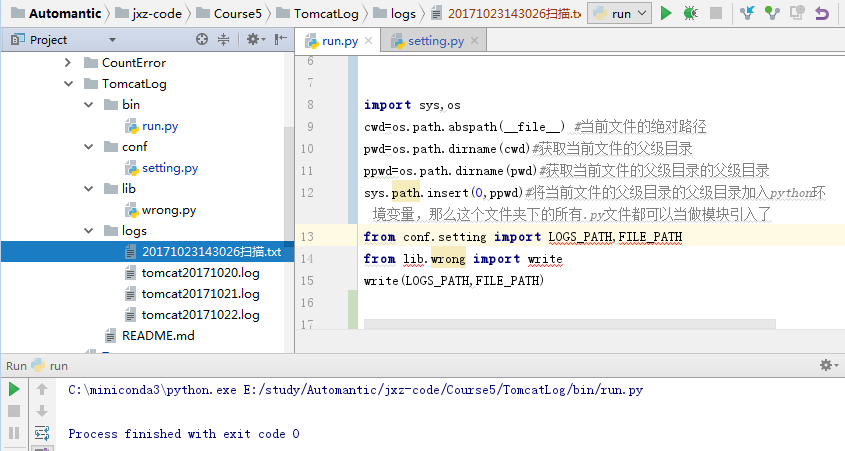 Automantic jxz-code Course5 TomcatLog logs 20171023143026扫描.tx run
Project
run.py setting.py
CountError
TomcatLog
bin
run.py
conf
setting.py
lib
wrong.py
logs
20171023143026扫描.txt
tomcat20171020.log
tomcat20171021.log
tomcat20171022.log
README.md
6
7
8 import sys,os
9 cwd=os.path.abspath(__file__) #当前文件的绝对路径
10 pwd=os.path.dirname(cwd)#获取当前文件的父级目录
11 ppwd=os.path.dirname(pwd)#获取当前文件的父级目录的父级目录
12 sys.path.insert(0,ppwd)#将当前文件的父级目录的父级目录加入python环
境变量，那么这个文件夹下的所有.py文件都可以当做模块引入了
13 from conf.setting import LOGS_PATH,FILE_PATH
14 from lib.wrong import write
15 write(LOGS_PATH,FILE_PATH)
16
17
Run run
C:\miniconda3\python.exe E:/study/Automantic/jxz-code/Course5/TomcatLog/bin/run.py
Process finished with exit code 0